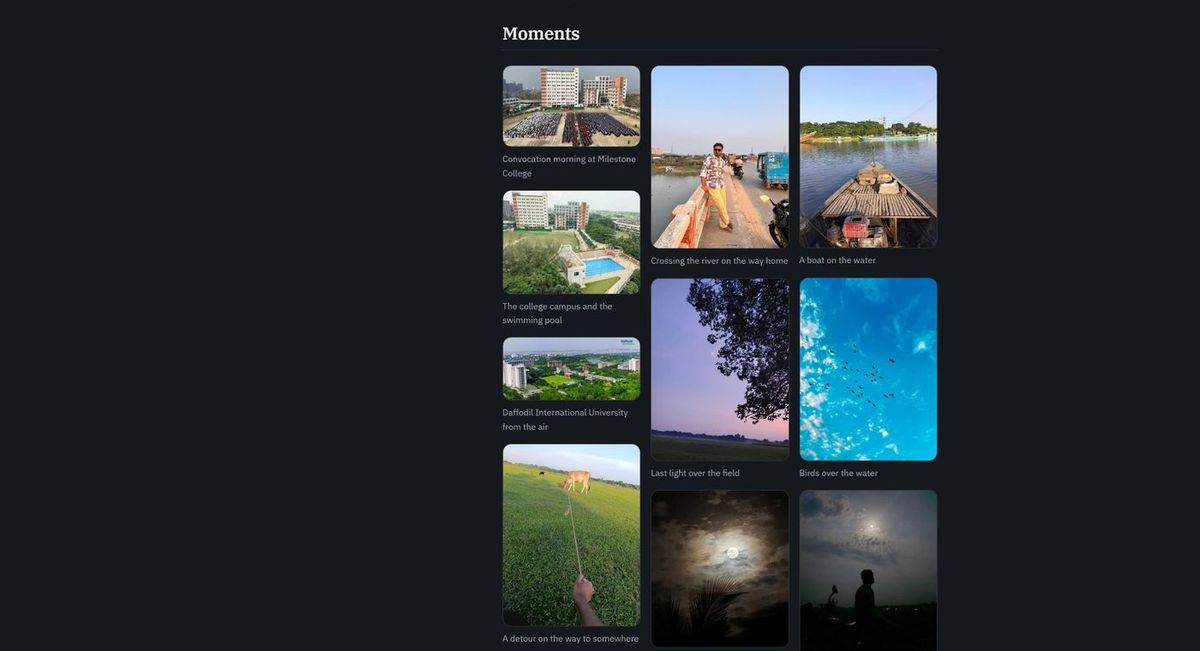 Moments
Convocation morning at Milestone
College
The college campus and the
swimming pool
Daffodil International University
from the air
A detour on the way to somewhere
Crossing the river on the way home
Last light over the field
A boat on the water
Birds over the water